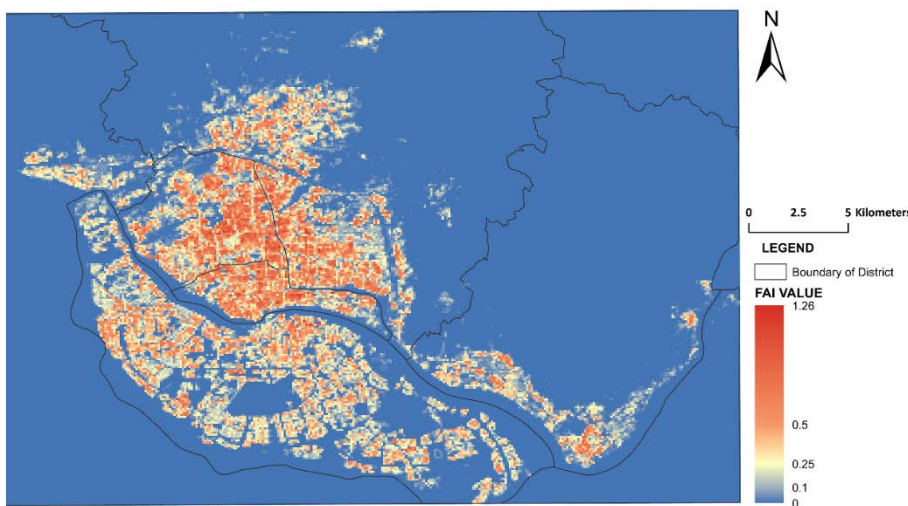 N
0 2.5 5 Kilometers
LEGEND
Boundary of District
FAI VALUE
1.26
0.5
0.25
0.1
0